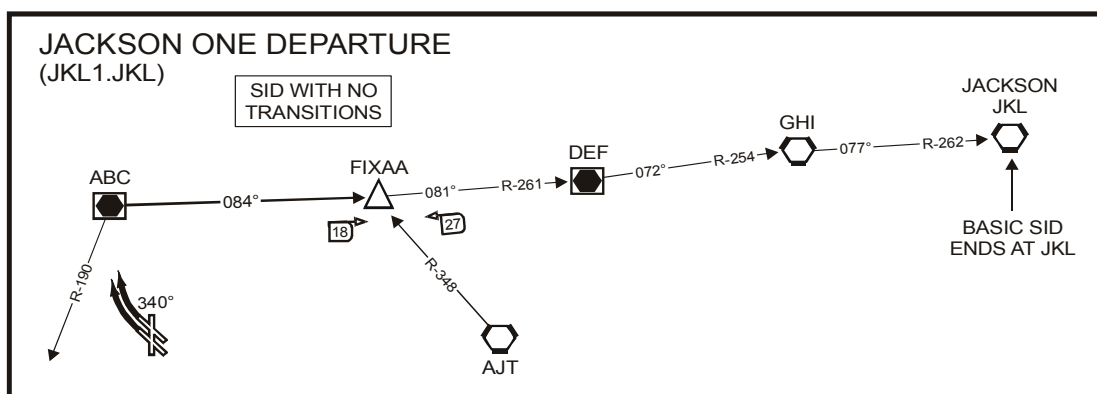 JACKSON ONE DEPARTURE
(JKL1.JKL)
SID WITH NO
TRANSITIONS
JACKSON
JKL
GHI
DEF
FIXAA
ABC
084°
081°
R-261
072°
R-254
077°
R-262
18
27
BASIC SID
ENDS AT JKL
R-190
340°
R-348
AJT